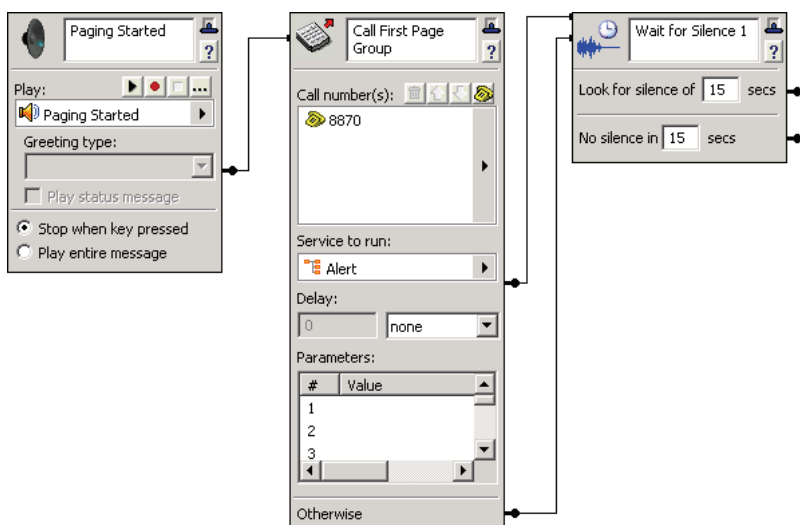 Paging Started
?
Play:
...
Paging Started
Greeting type:
Play status message
Stop when key pressed
Play entire message
Call First Page
Group
?
Call number(s):
8870
Service to run:
Alert
Delay:
0 none
Parameters:
# Value
1
2
3
Otherwise
Wait for Silence 1
?
Look for silence of 15 secs
No silence in 15 secs